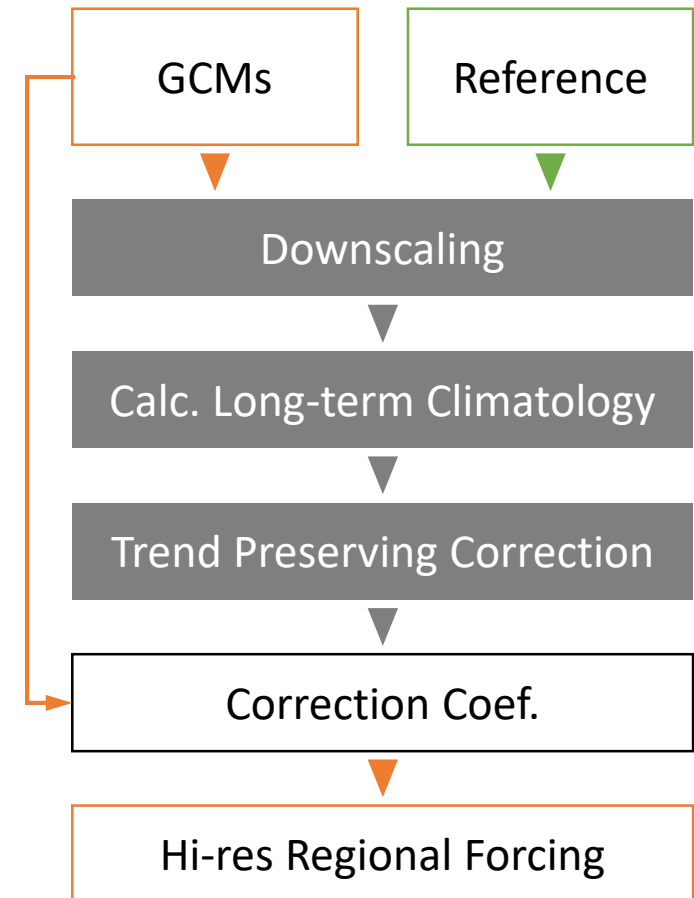 GCMs
Reference
Downscaling
Calc. Long-term Climatology
Trend Preserving Correction
Correction Coef.
Hi-res Regional Forcing